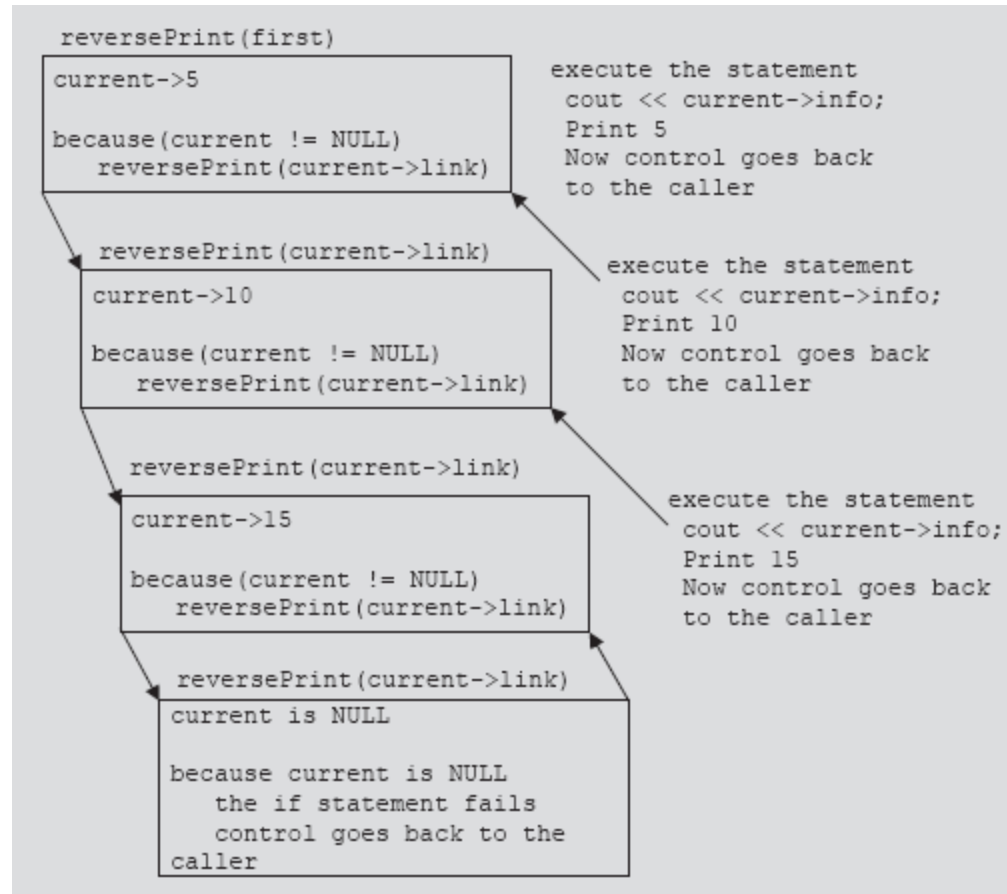 reversePrint(first)
current->5
because(current != NULL)
reversePrint(current->link)
execute the statement
cout << current->info;
Print 5
Now control goes back
to the caller
reversePrint(current->link)
current->10
because(current != NULL)
reversePrint(current->link)
execute the statement
cout << current->info;
Print 10
Now control goes back
to the caller
reversePrint(current->link)
current->15
because(current != NULL)
reversePrint(current->link)
execute the statement
cout << current->info;
Print 15
Now control goes back
to the caller
reversePrint(current->link)
current is NULL
because current is NULL
the if statement fails
control goes back to the
caller